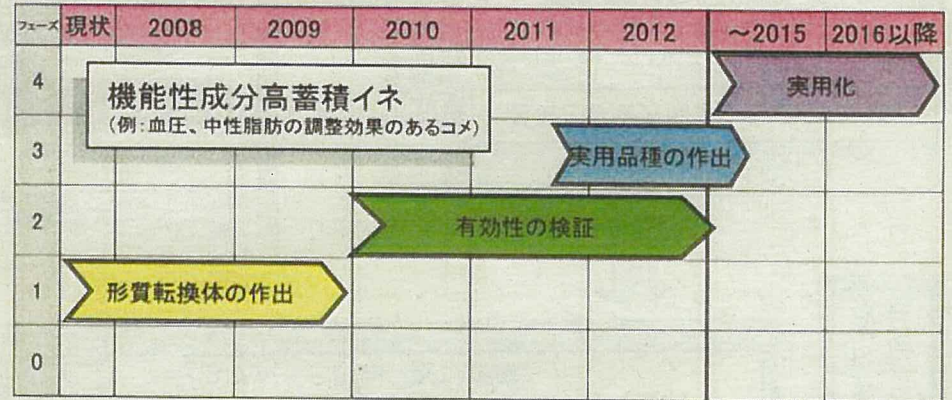 フェーズ 現状 2008 2009 2010 2011 2012 ～2015 2016以降
4
機能性成分高蓄積イネ
(例:血圧、中性脂肪の調整効果のあるコメ)
実用化
3
実用品種の作出
2
有効性の検証
1
形質転換体の作出
0